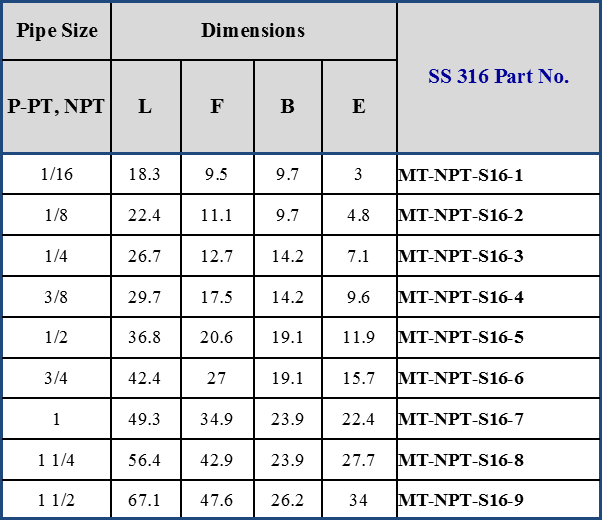 Pipe Size Dimensions SS 316 Part No.
P-PT, NPT L F B E
1/16 18.3 9.5 9.7 3 MT-NPT-S16-1
1/8 22.4 11.1 9.7 4.8 MT-NPT-S16-2
1/4 26.7 12.7 14.2 7.1 MT-NPT-S16-3
3/8 29.7 17.5 14.2 9.6 MT-NPT-S16-4
1/2 36.8 20.6 19.1 11.9 MT-NPT-S16-5
3/4 42.4 27 19.1 15.7 MT-NPT-S16-6
1 49.3 34.9 23.9 22.4 MT-NPT-S16-7
1 1/4 56.4 42.9 23.9 27.7 MT-NPT-S16-8
1 1/2 67.1 47.6 26.2 34 MT-NPT-S16-9